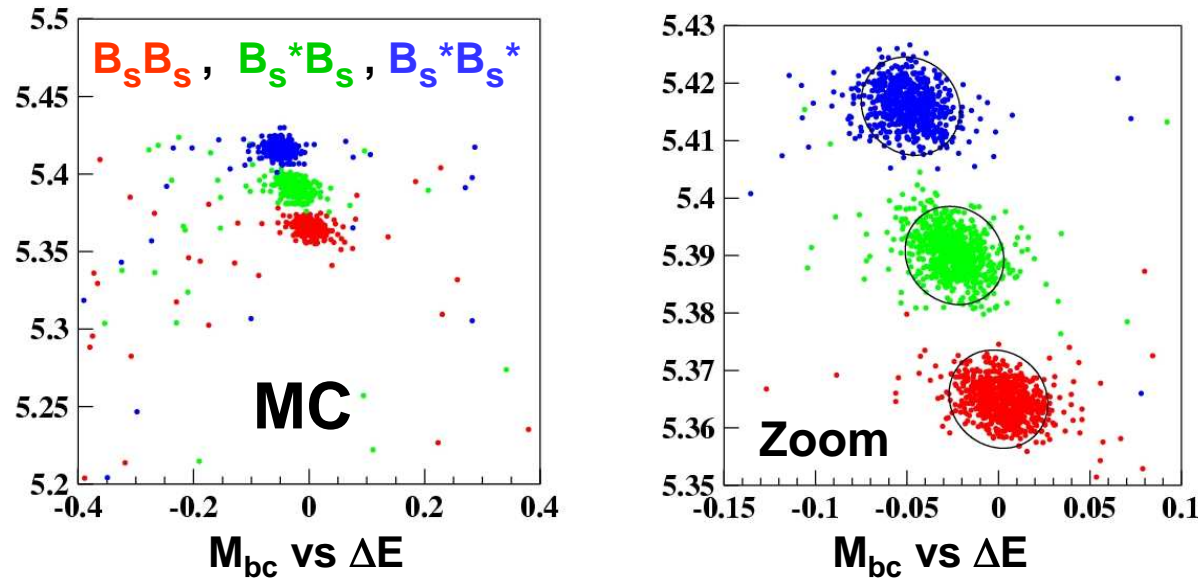 5.5
5.45
5.4
5.35
5.3
5.25
5.2
BsBs , Bs*Bs , Bs*Bs*
MC
-0.4 -0.2 0 0.2 0.4
Mbc vs ΔE
5.43
5.42
5.41
5.4
5.39
5.38
5.37
5.36
5.35
Zoom
-0.15 -0.1 -0.05 0 0.05 0.1
Mbc vs ΔE